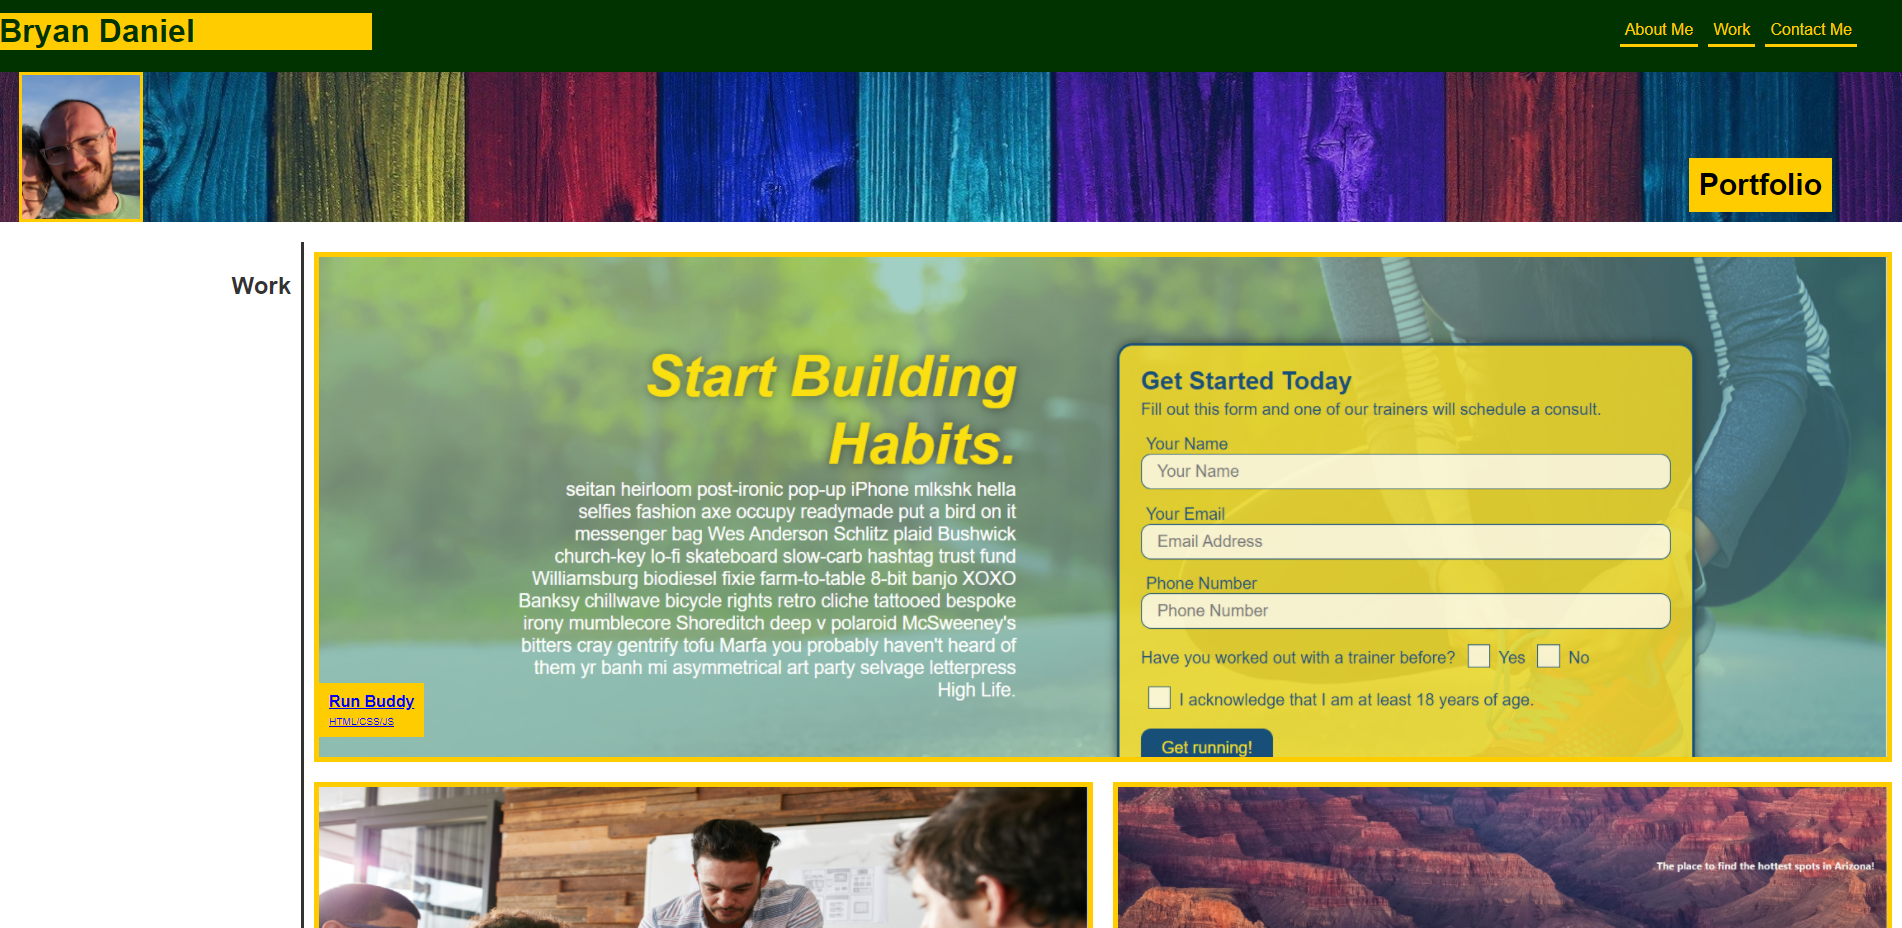 Bryan Daniel
About Me Work Contact Me
Portfolio
Work
Start Building
Habits.
seitan heirloom post-ironic pop-up iPhone mlkshk hella
selfies fashion axe occupy readymade put a bird on it
messenger bag Wes Anderson Schlitz plaid Bushwick
church-key lo-fi skateboard slow-carb hashtag trust fund
Williamsburg biodiesel fixie farm-to-table 8-bit banjo XOXO
Banksy chillwave bicycle rights retro cliche tattooed bespoke
irony mumblecore Shoreditch deep v polaroid McSweeney's
bitters cray gentrify tofu Marfa you probably haven't heard of
them yr banh mi asymmetrical art party selvage letterpress
High Life.
Get Started Today
Fill out this form and one of our trainers will schedule a consult.
Your Name
Your Name
Your Email
Email Address
Phone Number
Phone Number
Have you worked out with a trainer before? Yes No
I acknowledge that I am at least 18 years of age.
Get running!
Run Buddy
HTML/CSS/JS
The place to find the hottest spots in Arizona!